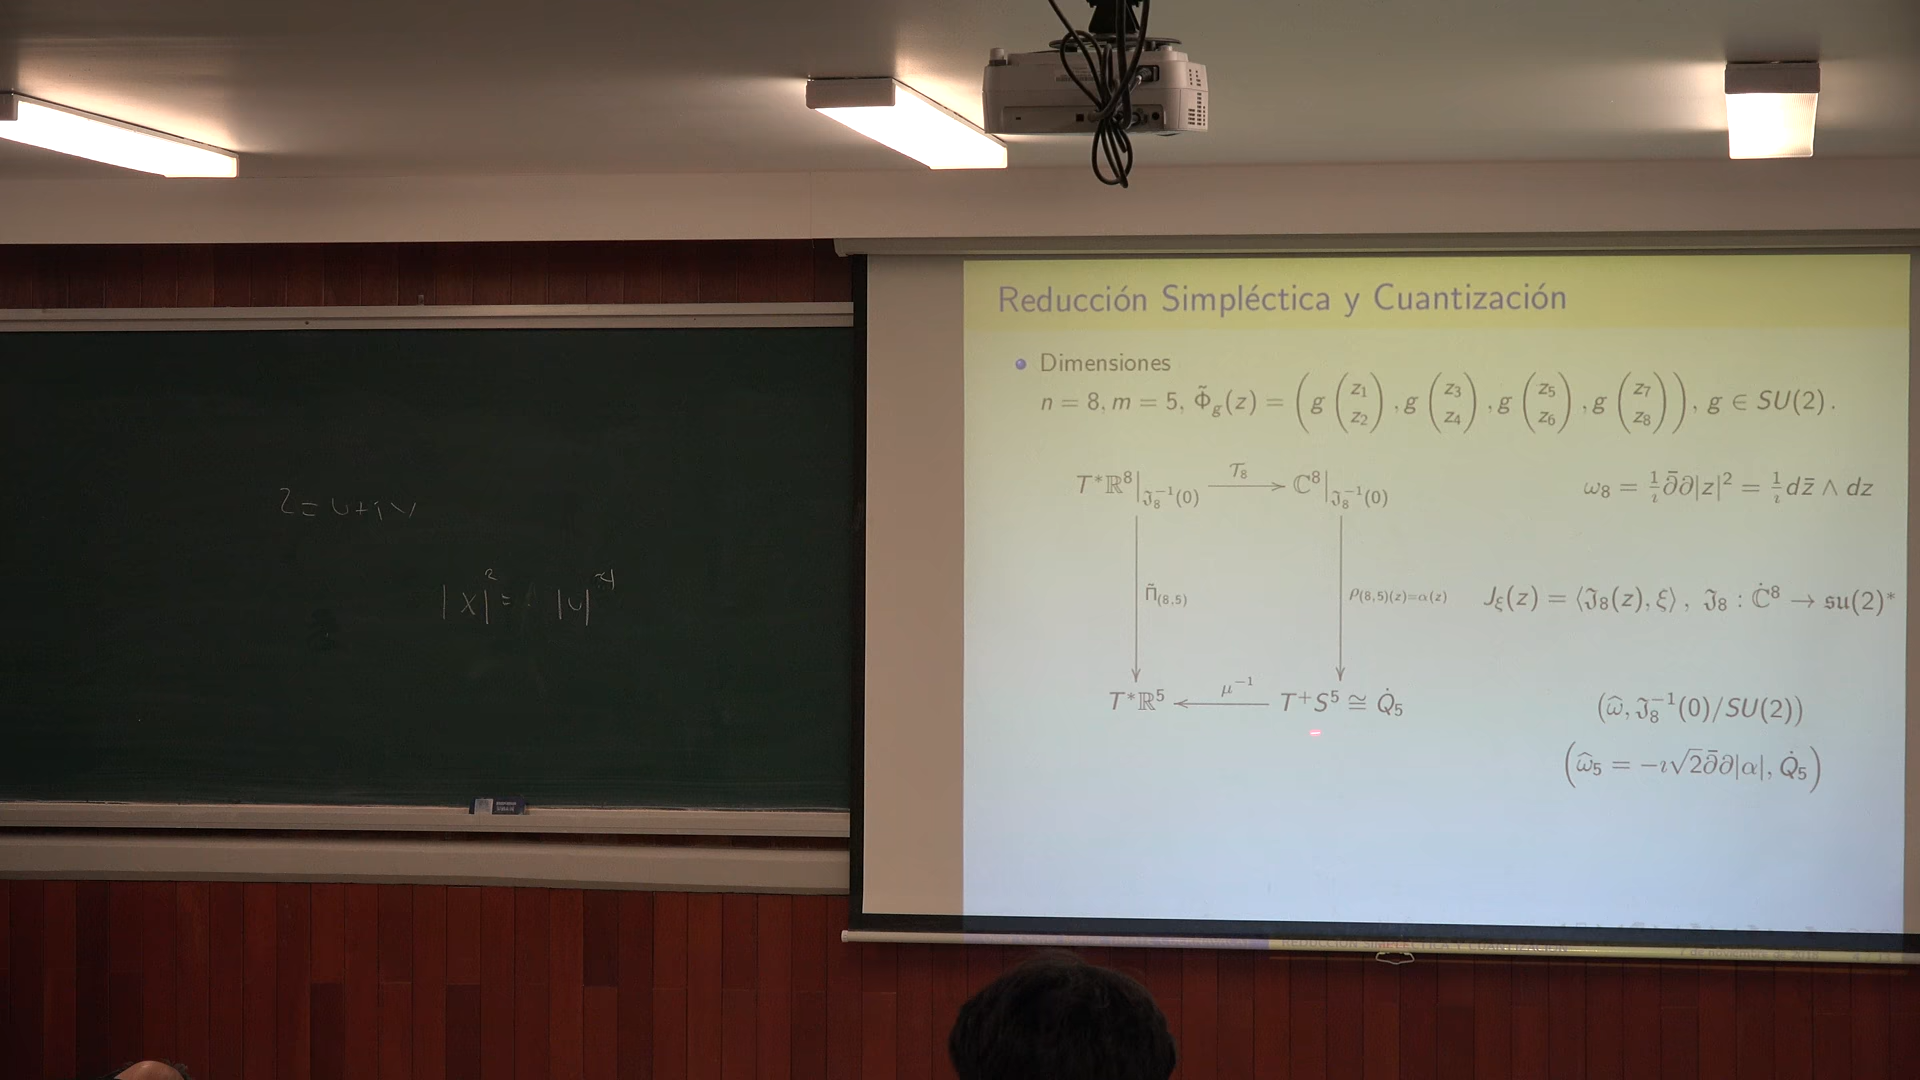 z = u + i v
|x|² = |u|⁴
Reducción Simpléctica y Cuantización
Dimensiones
n = 8, m = 5, Φ̃_g(z) = ( g (z₁ z₂), g (z₃ z₄), g (z₅ z₆), g (z₇ z₈) ), g ∈ SU(2).
T*ℝ⁸|_{𝔍₈⁻¹(0)} —𝒯₈→ ℂ⁸|_{𝔍₈⁻¹(0)} ω₈ = (1/ı) ∂̄∂|z|² = (1/ı) dz̄ ∧ dz
Π̃_(8,5) ρ_(8,5)(z)=α(z) J_ξ(z) = ⟨𝔍₈(z), ξ⟩, 𝔍₈ : ℂ̇⁸ → 𝔰𝔲(2)*
T*ℝ⁵ ←μ⁻¹— T⁺S⁵ ≅ Q̇₅ (ω̂, 𝔍₈⁻¹(0)/SU(2))
(ω̂₅ = −ı√2 ∂̄∂|α|, Q̇₅)